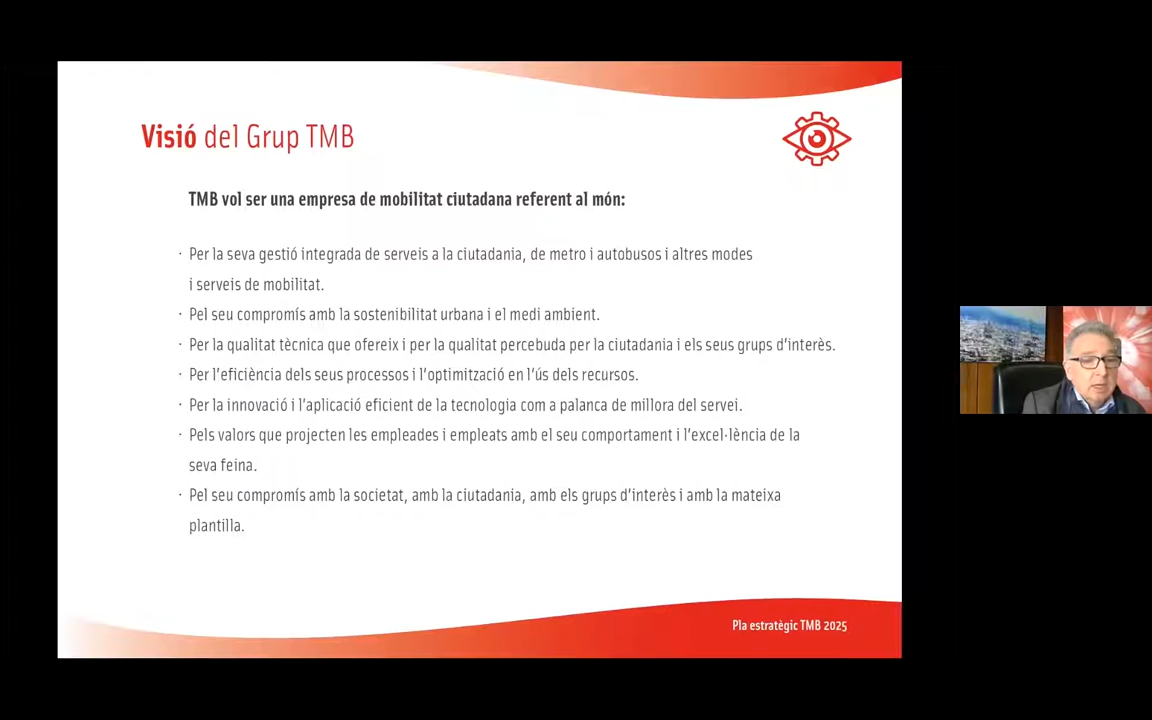 Visió del Grup TMB
TMB vol ser una empresa de mobilitat ciutadana referent al món:
· Per la seva gestió integrada de serveis a la ciutadania, de metro i autobusos i altres modes
i serveis de mobilitat.
· Pel seu compromís amb la sostenibilitat urbana i el medi ambient.
· Per la qualitat tècnica que ofereix i per la qualitat percebuda per la ciutadania i els seus grups d'interès.
· Per l'eficiència dels seus processos i l'optimització en l'ús dels recursos.
· Per la innovació i l'aplicació eficient de la tecnologia com a palanca de millora del servei.
· Pels valors que projecten les empleades i empleats amb el seu comportament i l'excel·lència de la
seva feina.
· Pel seu compromís amb la societat, amb la ciutadania, amb els grups d'interès i amb la mateixa
plantilla.
Pla estratègic TMB 2025